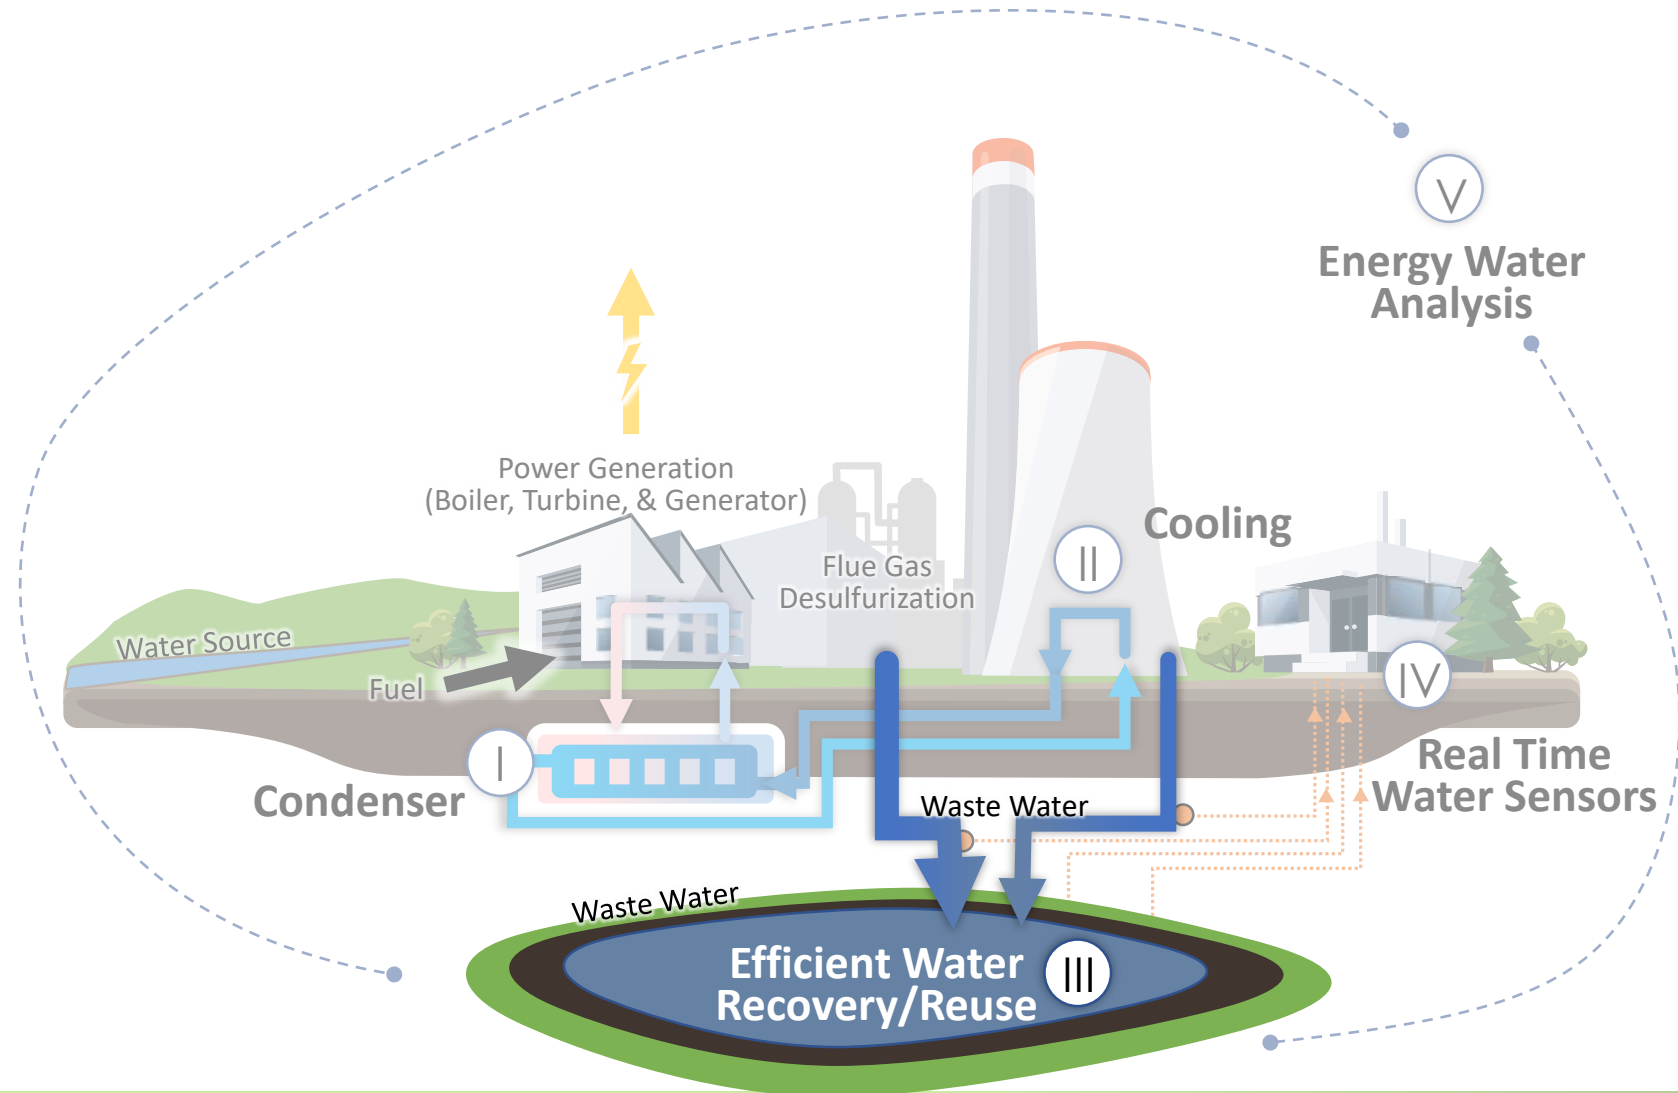 V
Energy Water
Analysis
Power Generation
(Boiler, Turbine, & Generator)
Cooling
II
Flue Gas
Desulfurization
Water Source
Fuel
IV
I
Condenser
Real Time
Water Sensors
Waste Water
Waste Water
Efficient Water
Recovery/Reuse
III